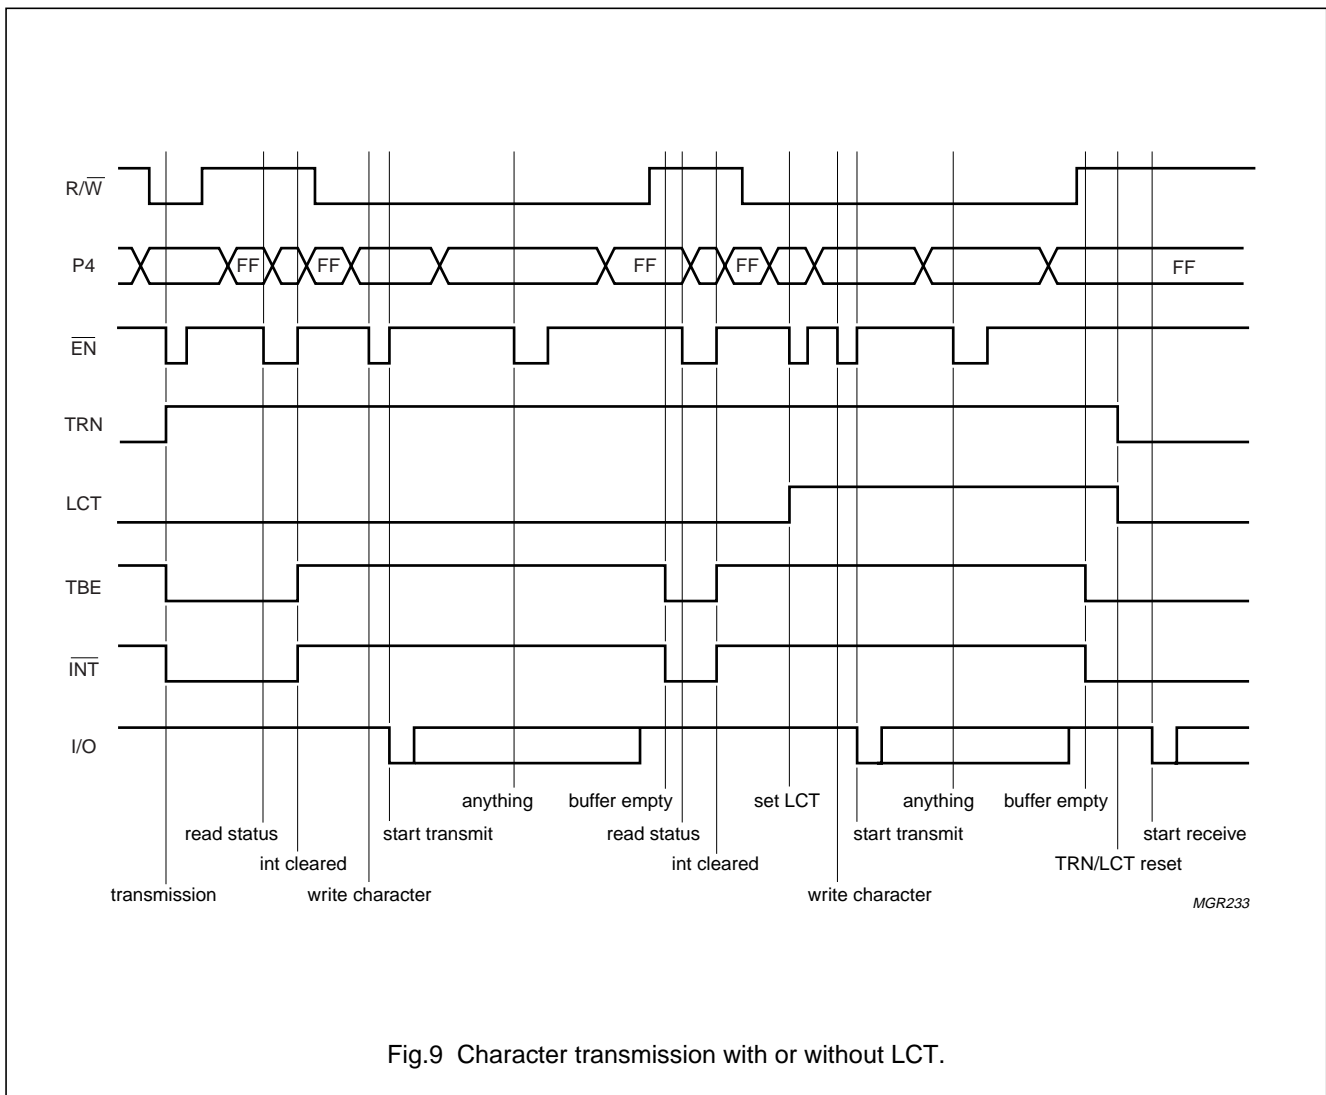 R/W̅
P4 FF FF FF FF FF
E̅N̅
TRN
LCT
TBE
I̅N̅T̅
I/O
anything buffer empty set LCT anything buffer empty
read status start transmit read status start transmit start receive
int cleared int cleared TRN/LCT reset
transmission write character write character
MGR233
Fig.9 Character transmission with or without LCT.